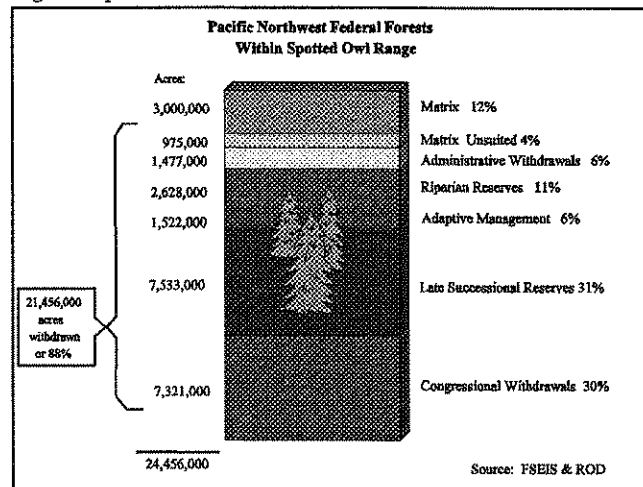 Pacific Northwest Federal Forests
Within Spotted Owl Range
Acres:
3,000,000 Matrix 12%
975,000 Matrix Unsuited 4%
1,477,000 Administrative Withdrawals 6%
2,628,000 Riparian Reserves 11%
1,522,000 Adaptive Management 6%
7,533,000 Late Successional Reserves 31%
21,456,000
acres
withdrawn
or 88%
7,321,000 Congressional Withdrawals 30%
24,456,000
Source: FSEIS & ROD